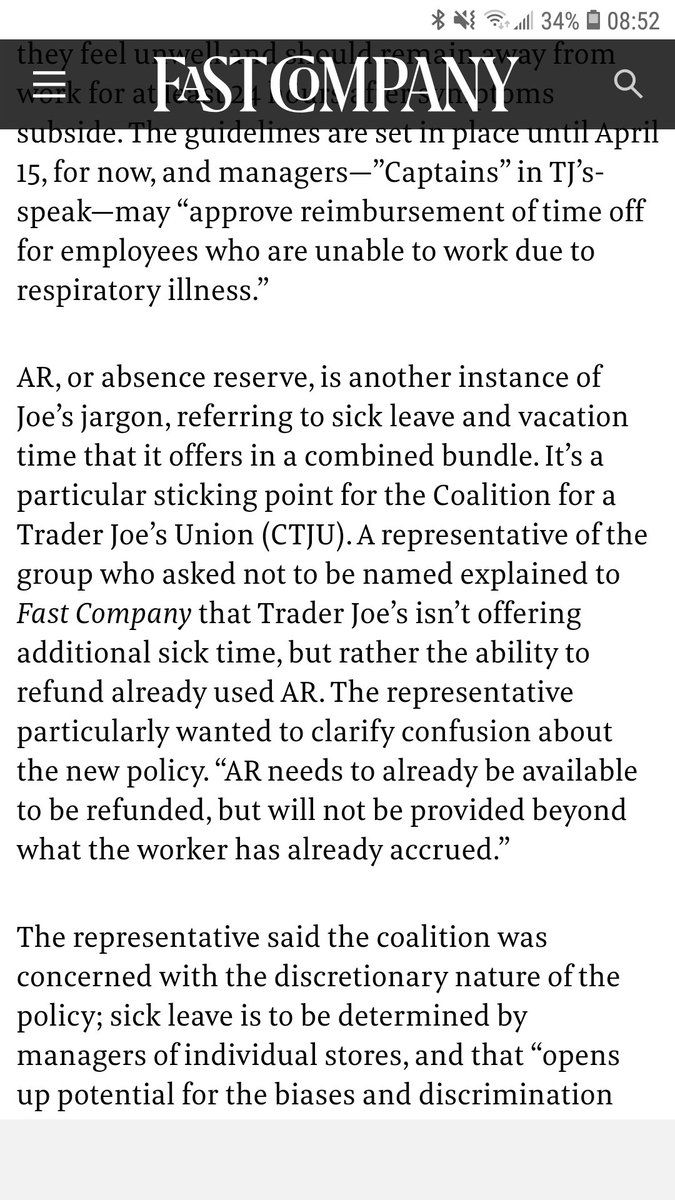 34% 08:52
they feel unwell and should remain away from
FAST COMPANY
work for at least 24 hours after symptoms
subside. The guidelines are set in place until April
15, for now, and managers—”Captains” in TJ’s-
speak—may “approve reimbursement of time off
for employees who are unable to work due to
respiratory illness.”
AR, or absence reserve, is another instance of
Joe’s jargon, referring to sick leave and vacation
time that it offers in a combined bundle. It’s a
particular sticking point for the Coalition for a
Trader Joe’s Union (CTJU). A representative of the
group who asked not to be named explained to
Fast Company that Trader Joe’s isn’t offering
additional sick time, but rather the ability to
refund already used AR. The representative
particularly wanted to clarify confusion about
the new policy. “AR needs to already be available
to be refunded, but will not be provided beyond
what the worker has already accrued.”
The representative said the coalition was
concerned with the discretionary nature of the
policy; sick leave is to be determined by
managers of individual stores, and that “opens
up potential for the biases and discrimination